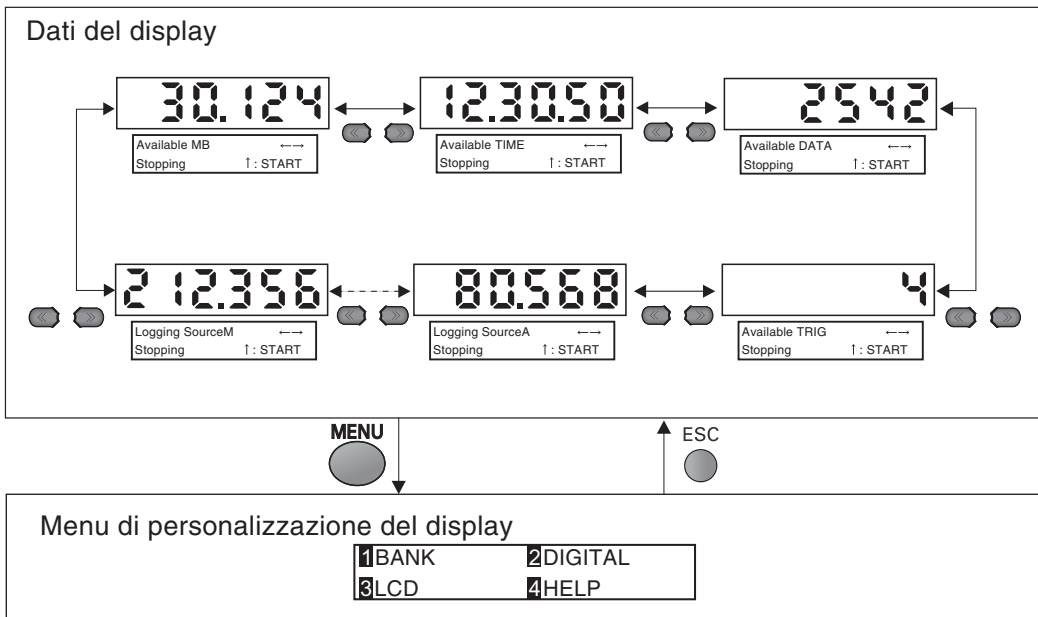 Dati del display
30.124
12.30.50
2542
Available MB ←→
Stopping ↑: START
Available TIME ←→
Stopping ↑: START
Available DATA ←→
Stopping ↑: START
212.356
80.568
4
Logging SourceM ←→
Stopping ↑: START
Logging SourceA ←→
Stopping ↑: START
Available TRIG ←→
Stopping ↑: START
MENU
ESC
Menu di personalizzazione del display
1BANK 2DIGITAL
3LCD 4HELP